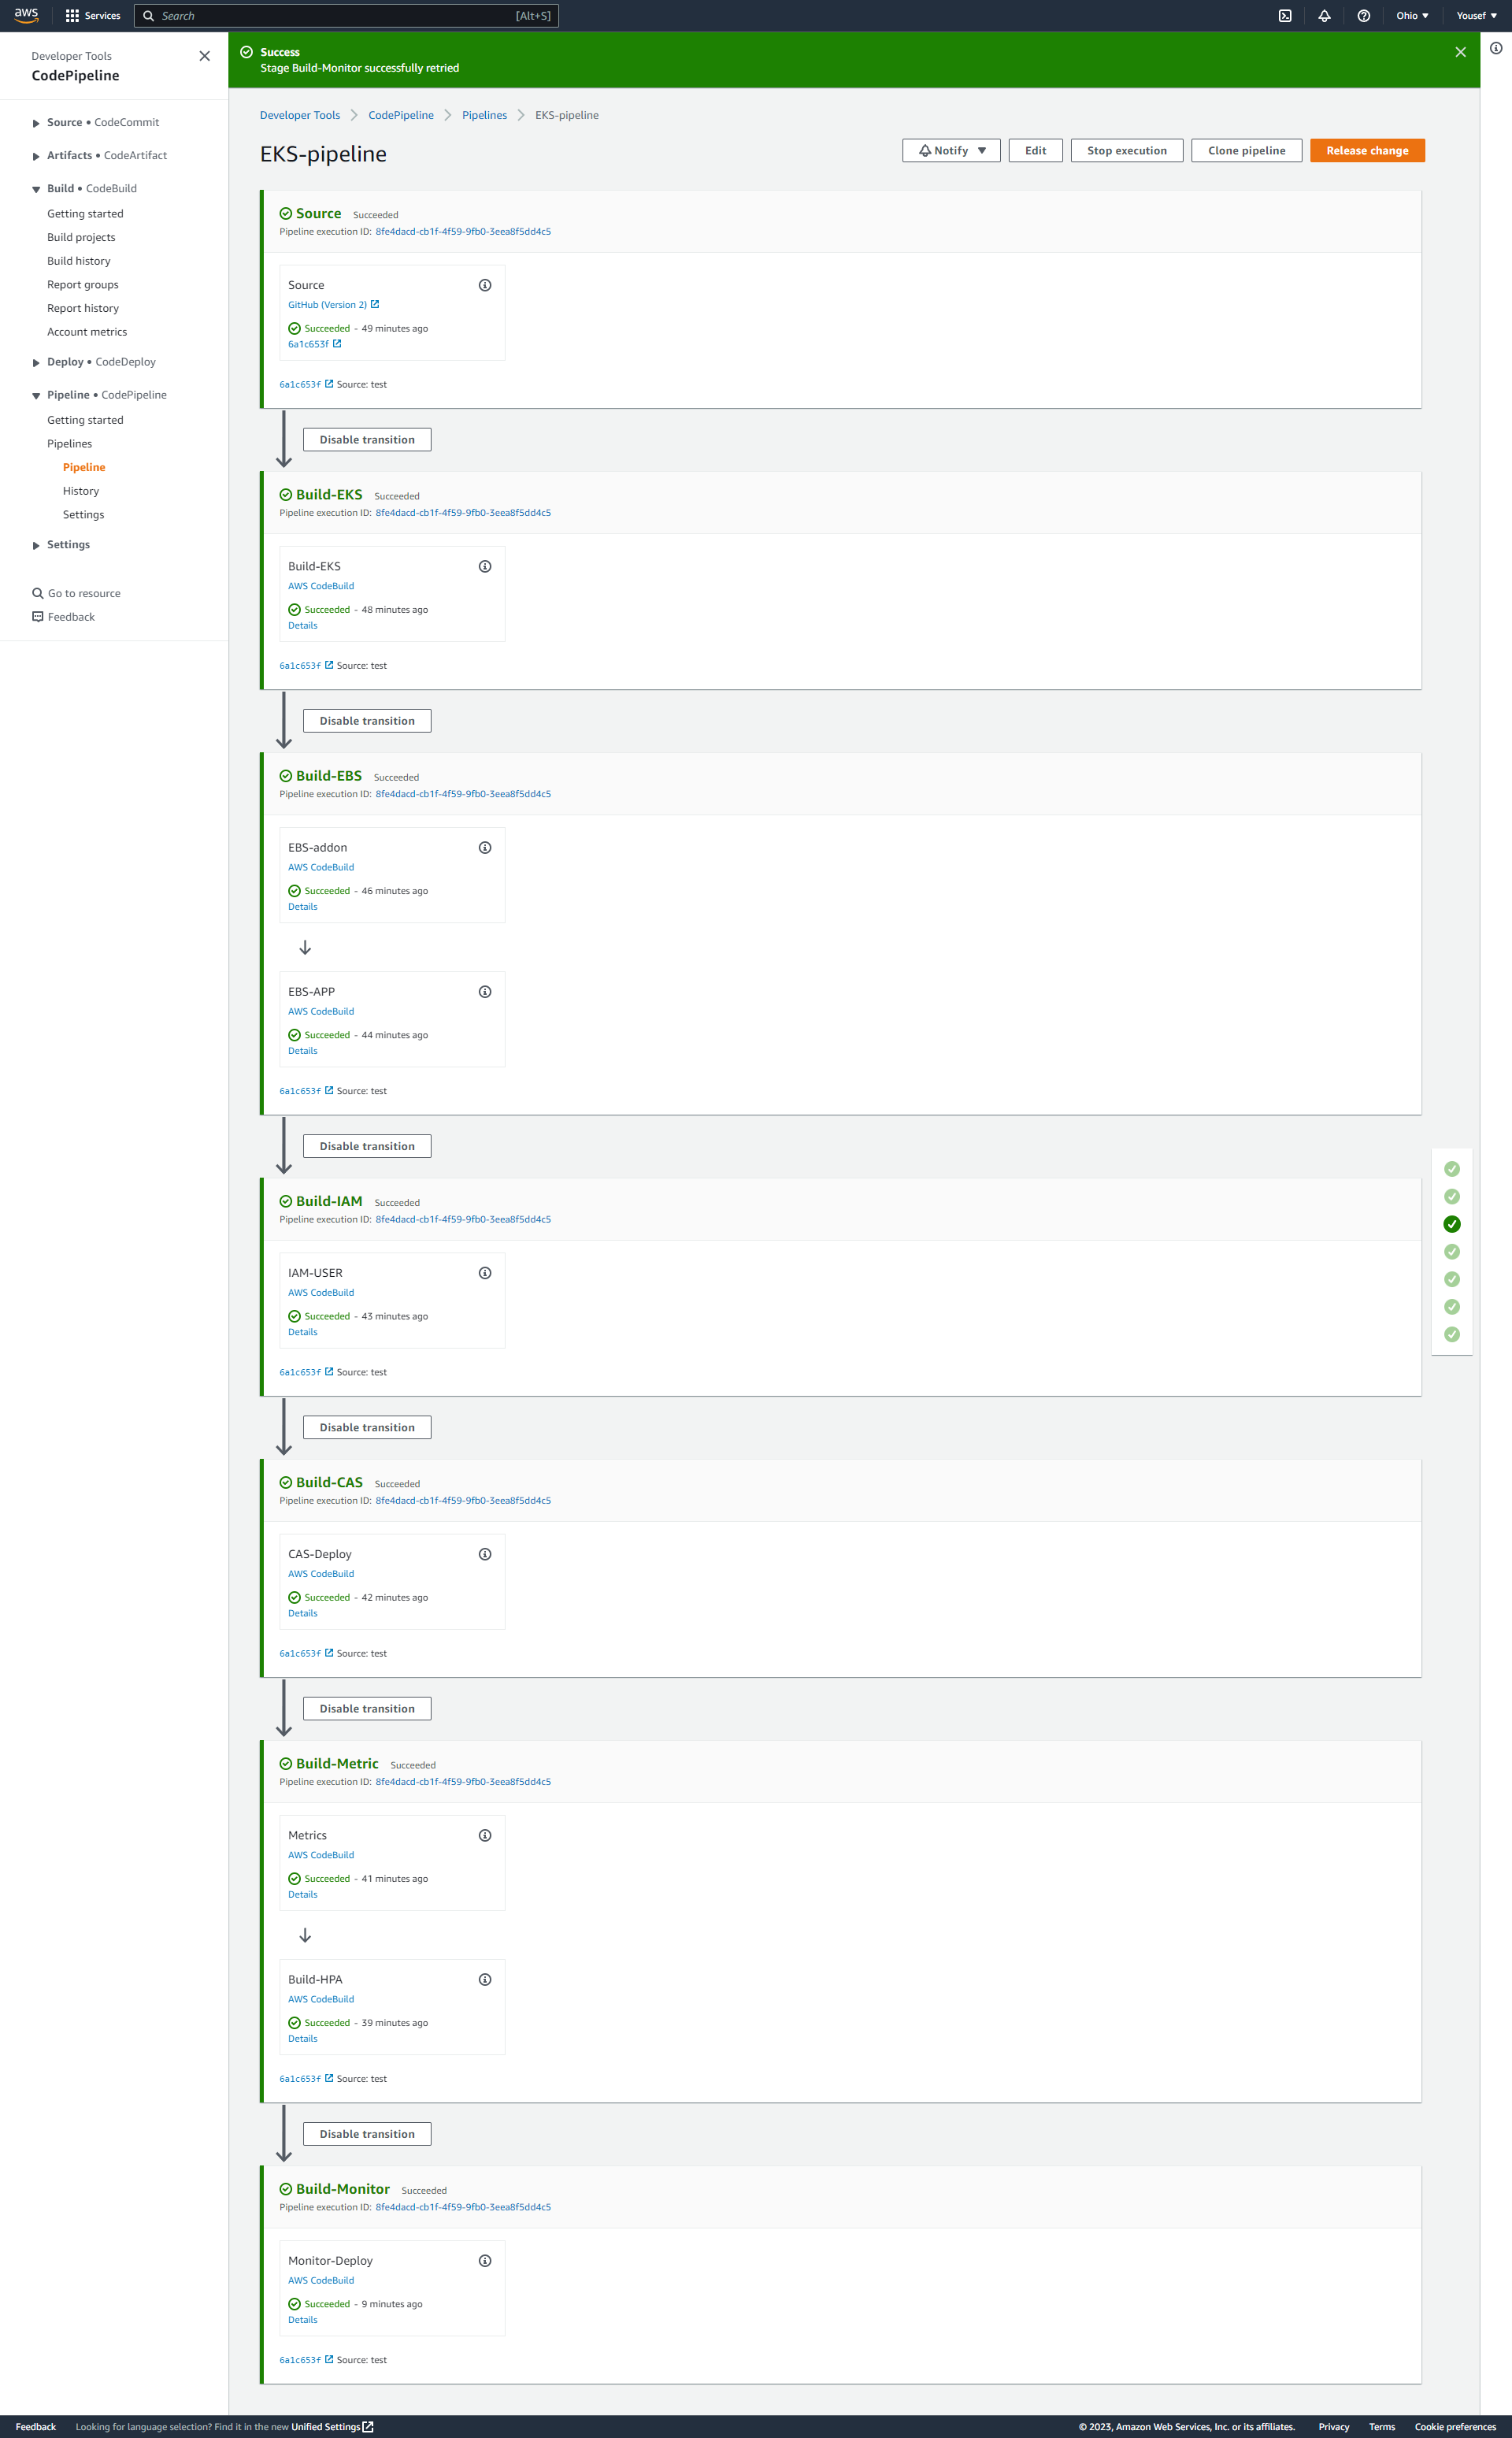 aws
Services
Search
[Alt+S]
Ohio
Yousef
Developer Tools
CodePipeline
Source • CodeCommit
Artifacts • CodeArtifact
Build • CodeBuild
Getting started
Build projects
Build history
Report groups
Report history
Account metrics
Deploy • CodeDeploy
Pipeline • CodePipeline
Getting started
Pipelines
Pipeline
History
Settings
Settings
Go to resource
Feedback
Success
Stage Build-Monitor successfully retried
Developer Tools > CodePipeline > Pipelines > EKS-pipeline
EKS-pipeline
Notify
Edit
Stop execution
Clone pipeline
Release change
Source Succeeded
Pipeline execution ID: 8fe4dacd-cb1f-4f59-9fb0-3eea8f5dd4c5
Source
GitHub (Version 2)
Succeeded - 49 minutes ago
6a1c653f
6a1c653f Source: test
Disable transition
Build-EKS Succeeded
Pipeline execution ID: 8fe4dacd-cb1f-4f59-9fb0-3eea8f5dd4c5
Build-EKS
AWS CodeBuild
Succeeded - 48 minutes ago
Details
6a1c653f Source: test
Disable transition
Build-EBS Succeeded
Pipeline execution ID: 8fe4dacd-cb1f-4f59-9fb0-3eea8f5dd4c5
EBS-addon
AWS CodeBuild
Succeeded - 46 minutes ago
Details
EBS-APP
AWS CodeBuild
Succeeded - 44 minutes ago
Details
6a1c653f Source: test
Disable transition
Build-IAM Succeeded
Pipeline execution ID: 8fe4dacd-cb1f-4f59-9fb0-3eea8f5dd4c5
IAM-USER
AWS CodeBuild
Succeeded - 43 minutes ago
Details
6a1c653f Source: test
Disable transition
Build-CAS Succeeded
Pipeline execution ID: 8fe4dacd-cb1f-4f59-9fb0-3eea8f5dd4c5
CAS-Deploy
AWS CodeBuild
Succeeded - 42 minutes ago
Details
6a1c653f Source: test
Disable transition
Build-Metric Succeeded
Pipeline execution ID: 8fe4dacd-cb1f-4f59-9fb0-3eea8f5dd4c5
Metrics
AWS CodeBuild
Succeeded - 41 minutes ago
Details
Build-HPA
AWS CodeBuild
Succeeded - 39 minutes ago
Details
6a1c653f Source: test
Disable transition
Build-Monitor Succeeded
Pipeline execution ID: 8fe4dacd-cb1f-4f59-9fb0-3eea8f5dd4c5
Monitor-Deploy
AWS CodeBuild
Succeeded - 9 minutes ago
Details
6a1c653f Source: test
Feedback
Looking for language selection? Find it in the new Unified Settings
© 2023, Amazon Web Services, Inc. or its affiliates.
Privacy
Terms
Cookie preferences